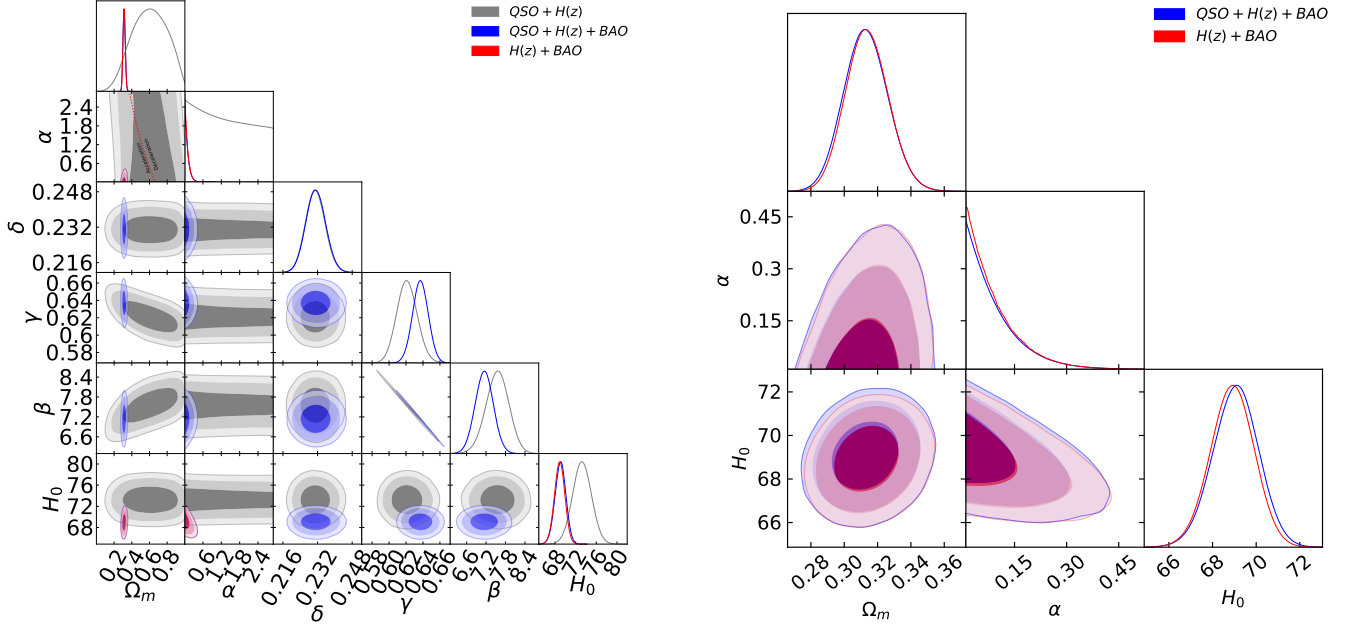 QSO + H(z)
QSO + H(z) + BAO
H(z) + BAO
2.4
1.8
1.2
0.6
α
Acceleration
Deceleration
0.248
0.232
0.216
δ
0.66
0.64
0.62
0.6
0.58
γ
8.4
7.8
7.2
6.6
β
80
76
72
68
H₀
0.2 0.4 0.6 0.8
0.6 1.2 1.8 2.4
0.216 0.232 0.248
0.58 0.60 0.62 0.64 0.66
6.6 7.2 7.8 8.4
69 72 76 80
Ωₘ α δ γ β H₀
QSO + H(z) + BAO
H(z) + BAO
0.45
0.30
0.15
α
72
70
68
66
H₀
0.28 0.30 0.32 0.34 0.36
0.15 0.30 0.45
66 68 70 72
Ωₘ α H₀